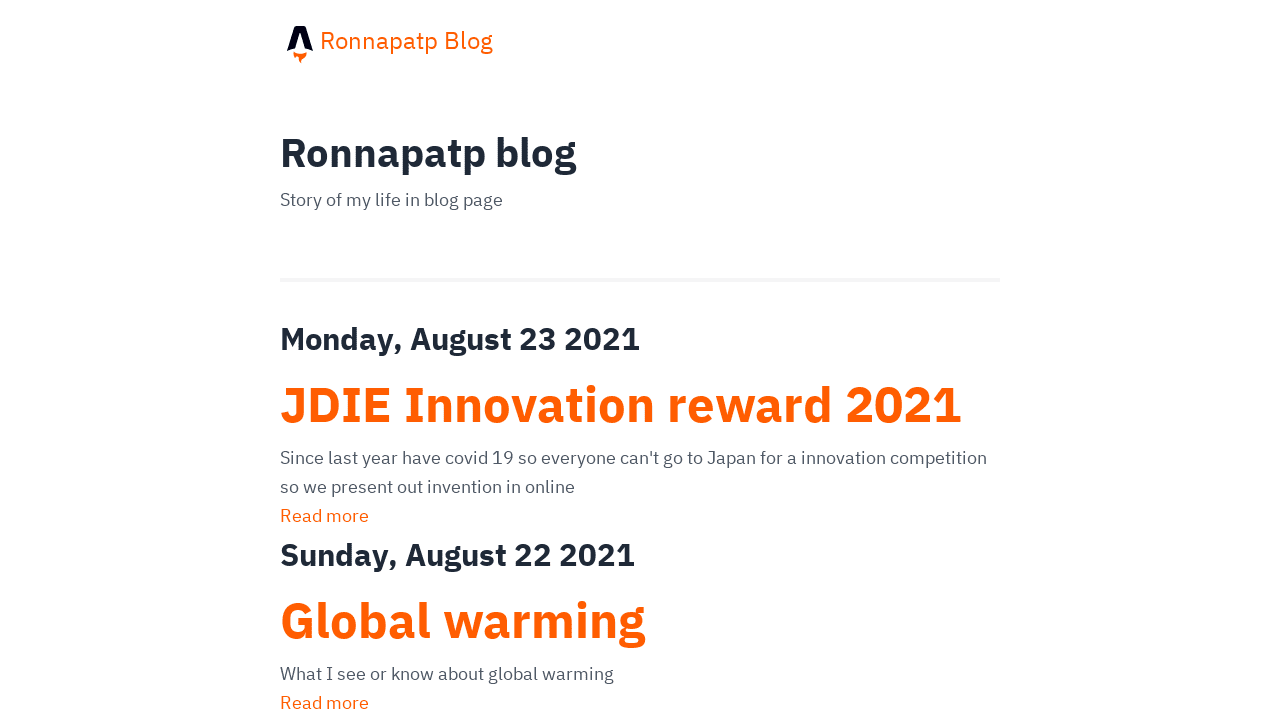 Ronnapatp Blog
Ronnapatp blog
Story of my life in blog page
Monday, August 23 2021
JDIE Innovation reward 2021
Since last year have covid 19 so everyone can't go to Japan for a innovation competition
so we present out invention in online
Read more
Sunday, August 22 2021
Global warming
What I see or know about global warming
Read more